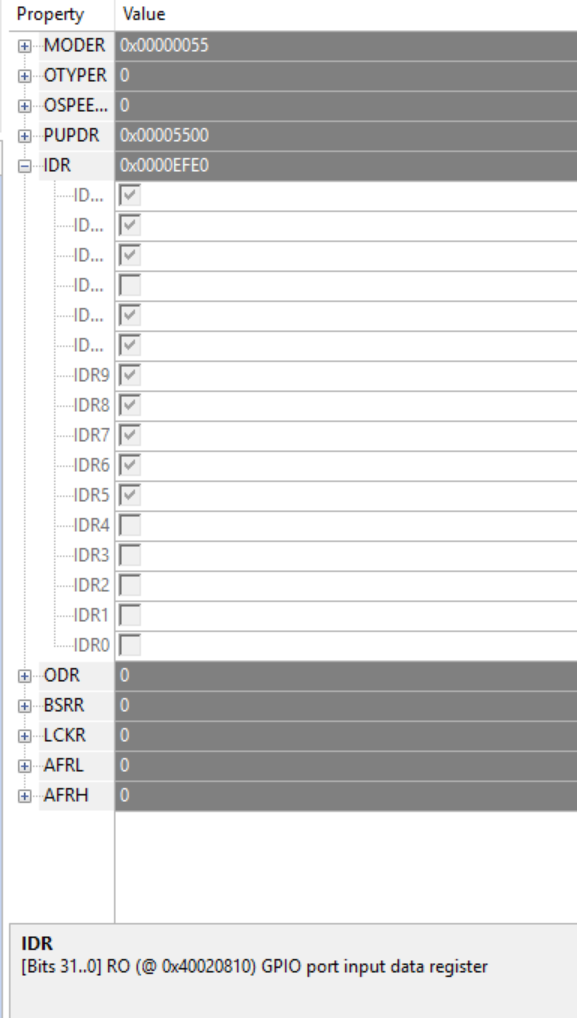 Property Value
MODER 0x00000055
OTYPER 0
OSPEE... 0
PUPDR 0x00005500
IDR 0x0000EFE0
ID...
ID...
ID...
ID...
ID...
ID...
IDR9
IDR8
IDR7
IDR6
IDR5
IDR4
IDR3
IDR2
IDR1
IDR0
ODR 0
BSRR 0
LCKR 0
AFRL 0
AFRH 0
IDR
[Bits 31..0] RO (@ 0x40020810) GPIO port input data register